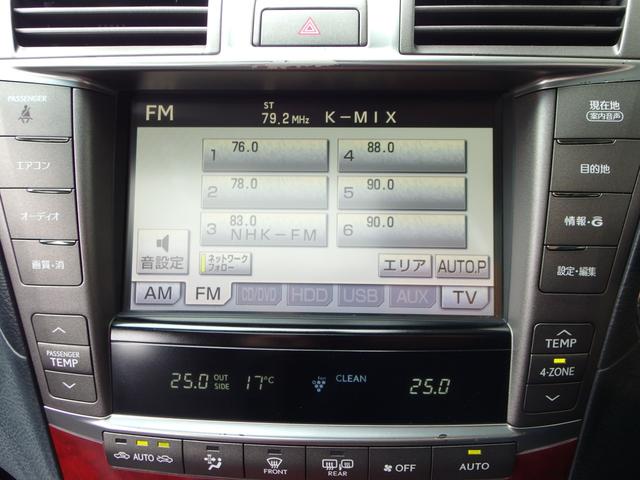 PASSENGER
エアコン
オーディオ
画質・消
PASSENGER
TEMP
FM
ST
79.2 MHz
K-MIX
1 76.0
4 88.0
2 78.0
5 90.0
3 83.0
NHK-FM
6 90.0
音設定
ネットワーク
フォロー
エリア
AUTO.P
AM
FM
CD/DVD
HDD
USB
AUX
TV
現在地
(案内音声)
目的地
情報・G
設定・編集
TEMP
4-ZONE
25.0
OUT
SIDE
17°C
CLEAN
25.0
AUTO
FRONT
REAR
OFF
AUTO